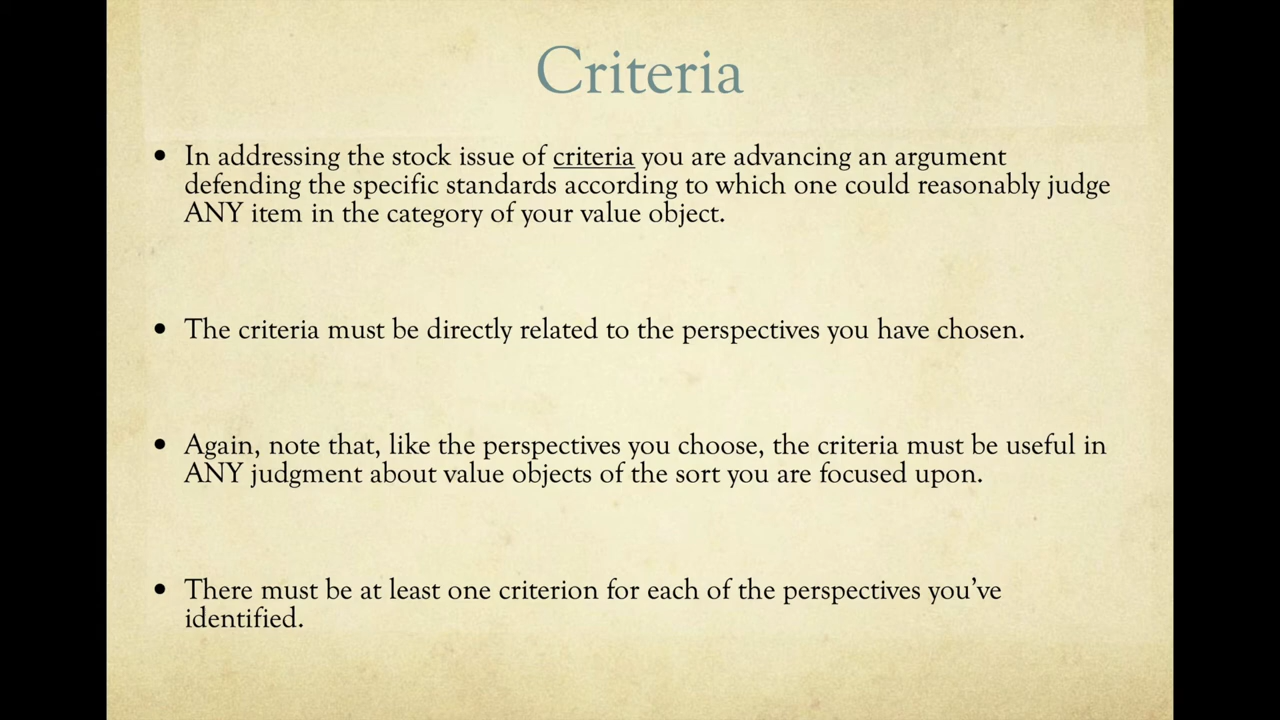 Criteria
• In addressing the stock issue of criteria you are advancing an argument
defending the specific standards according to which one could reasonably judge
ANY item in the category of your value object.
• The criteria must be directly related to the perspectives you have chosen.
• Again, note that, like the perspectives you choose, the criteria must be useful in
ANY judgment about value objects of the sort you are focused upon.
• There must be at least one criterion for each of the perspectives you’ve
identified.